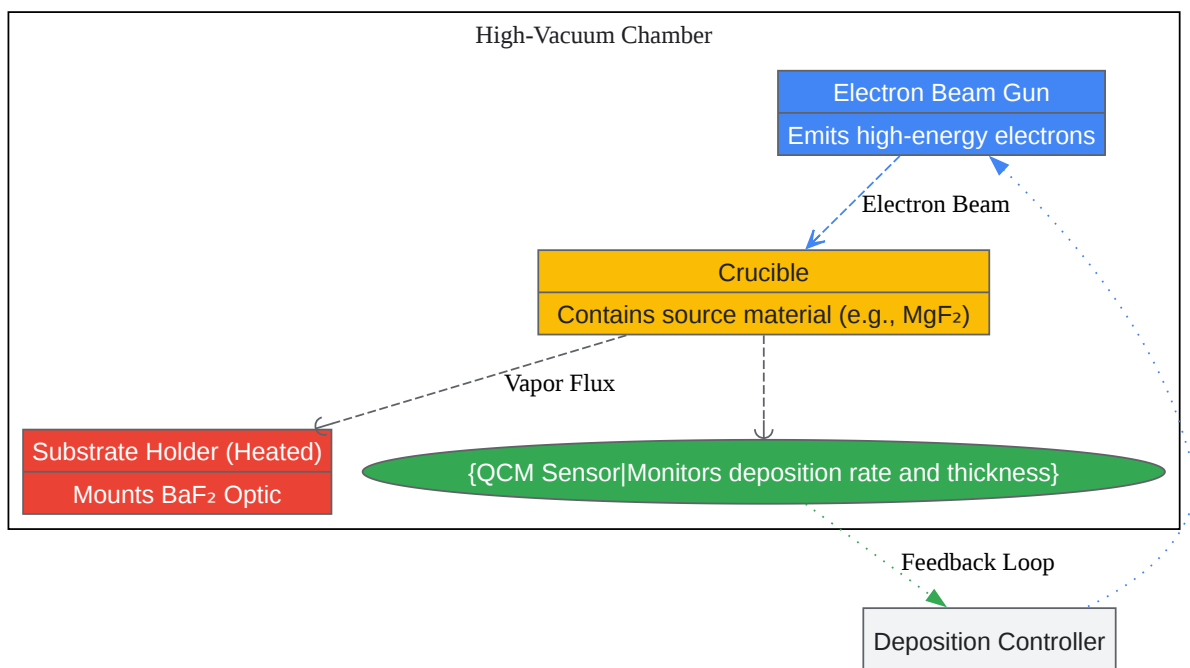 High-Vacuum Chamber
Electron Beam Gun
Emits high-energy electrons
Electron Beam
Crucible
Contains source material (e.g., MgF₂)
Vapor Flux
Substrate Holder (Heated)
Mounts BaF₂ Optic
{QCM Sensor|Monitors deposition rate and thickness}
Feedback Loop
Deposition Controller